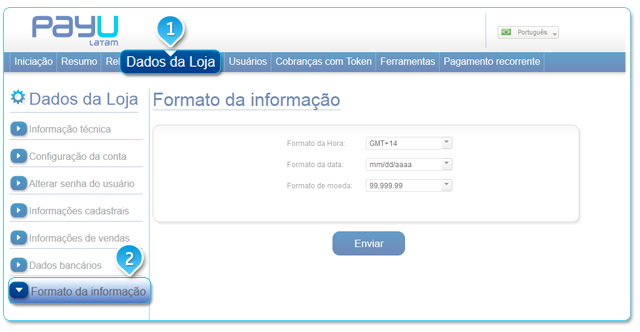 PayU
LATAM
Português
1
Iniciação Resumo Re Dados da Loja Usuários Cobranças com Token Ferramentas Pagamento recorrente
Dados da Loja
Informação técnica
Configuração da conta
Alterar senha do usuário
Informações cadastrais
Informações de vendas
Dados bancários
2
Formato da informação
Formato da informação
Formato da Hora: GMT+14
Formato da data: mm/dd/aaaa
Formato de moeda: 99,999.99
Enviar